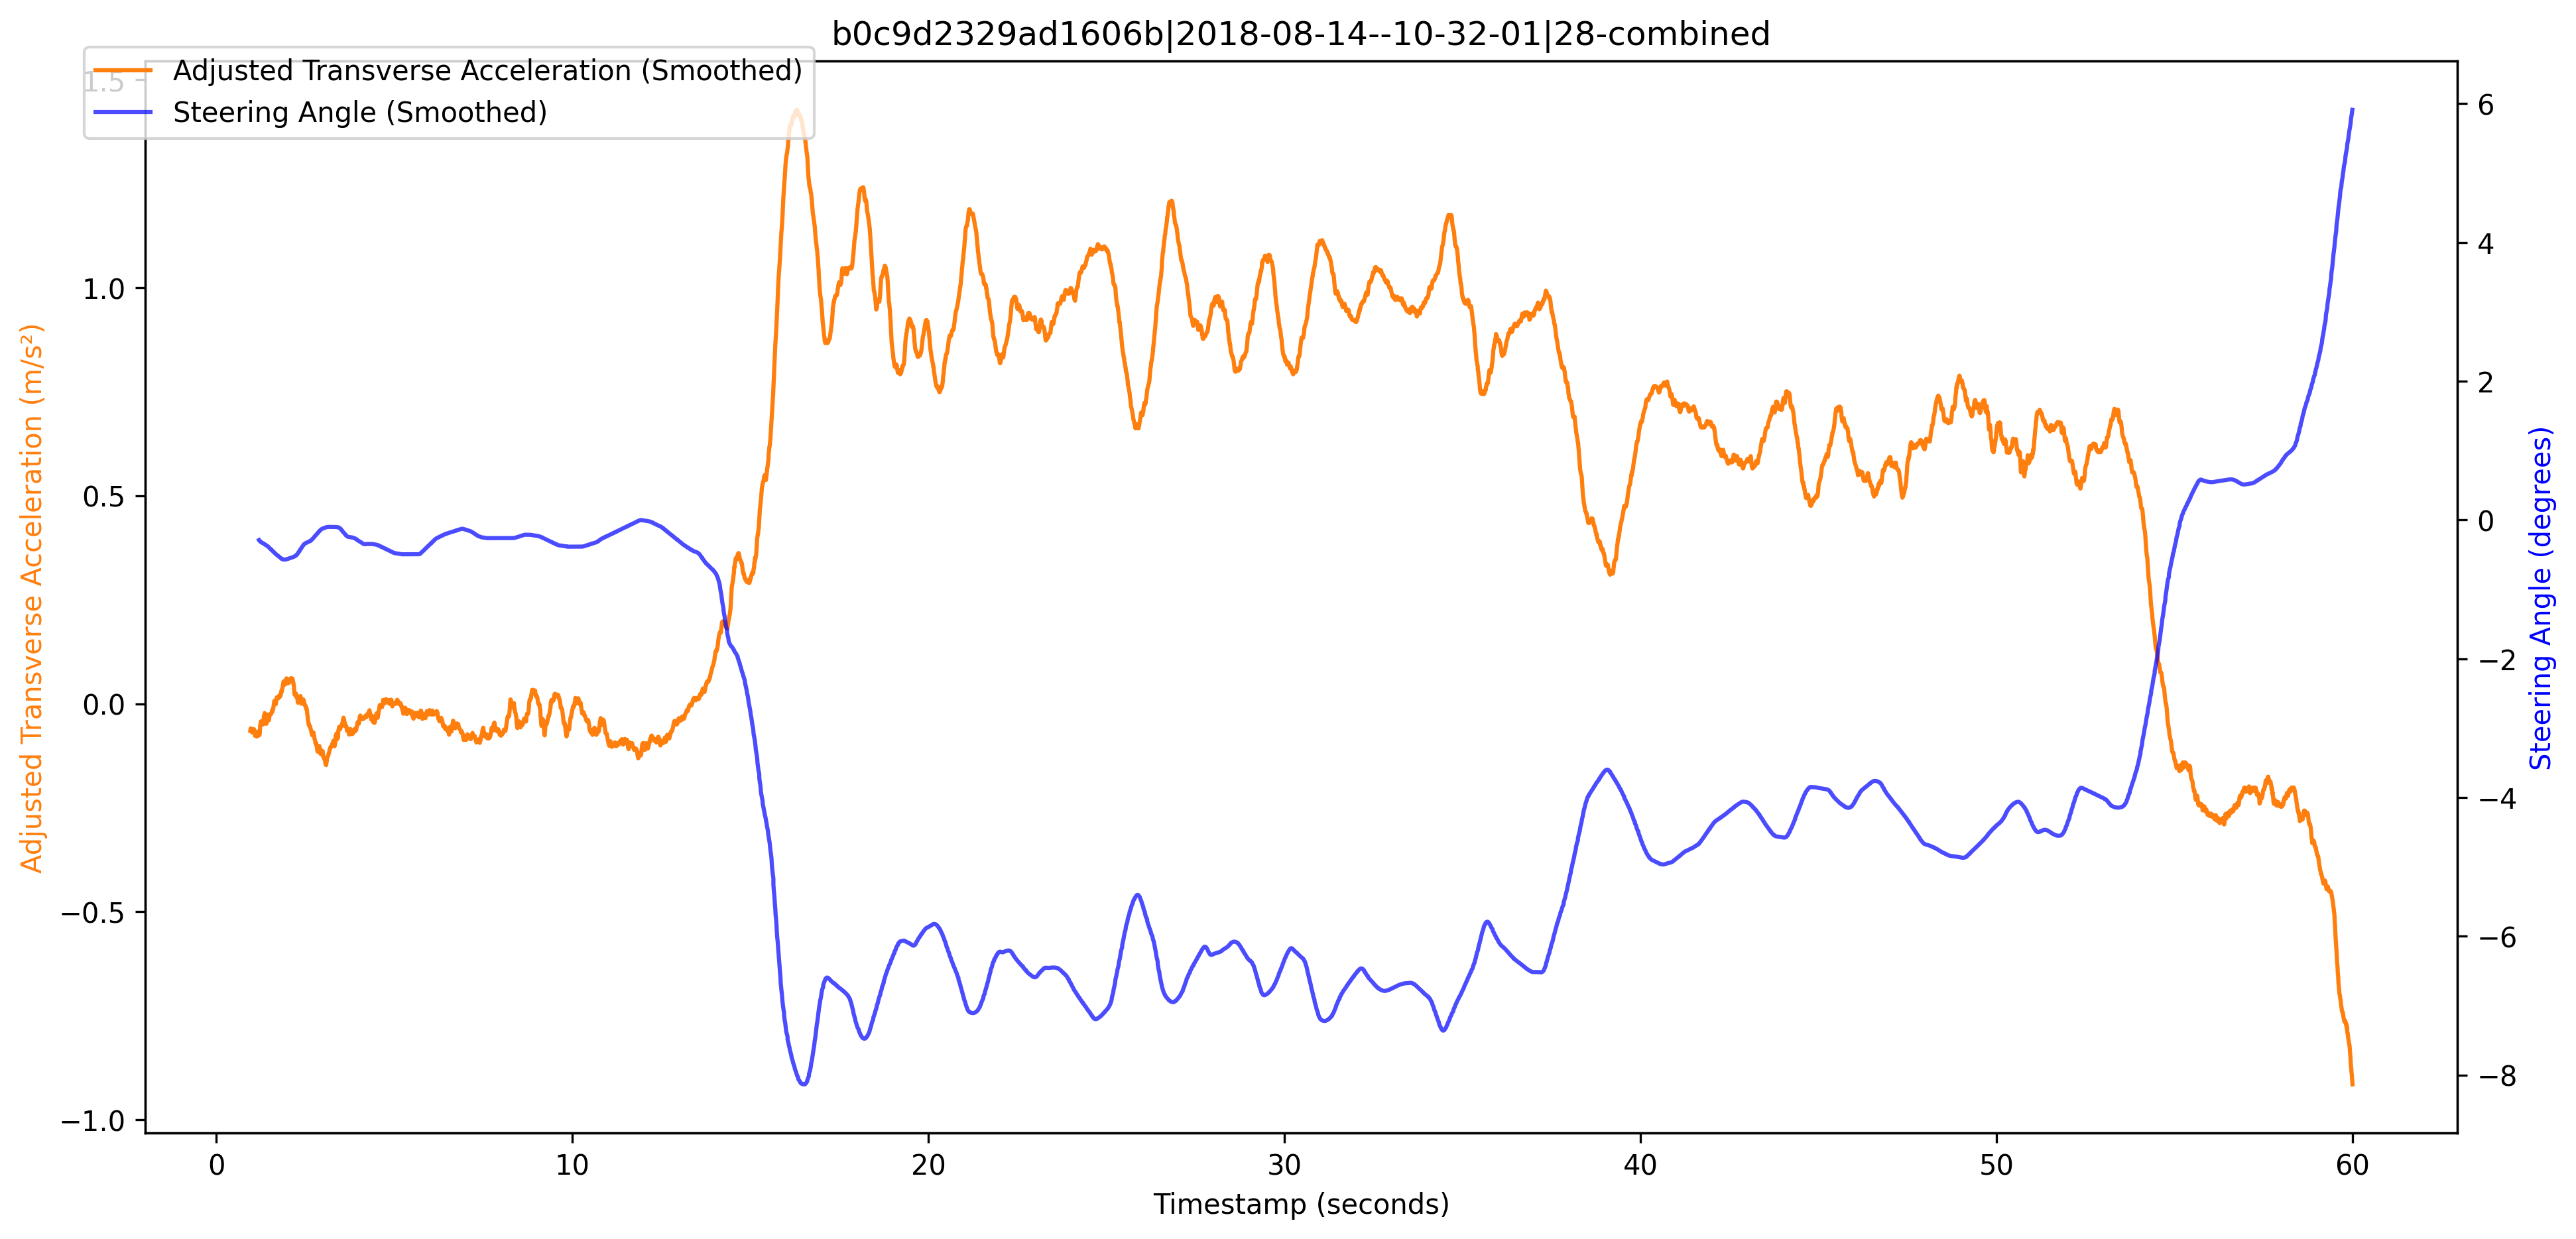 b0c9d2329ad1606b|2018-08-14--10-32-01|28-combined
Adjusted Transverse Acceleration (Smoothed)
Steering Angle (Smoothed)
Adjusted Transverse Acceleration (m/s²)
1.5
1.0
0.5
0.0
−0.5
−1.0
6
4
2
0
−2
−4
−6
−8
Steering Angle (degrees)
0 10 20 30 40 50 60
Timestamp (seconds)